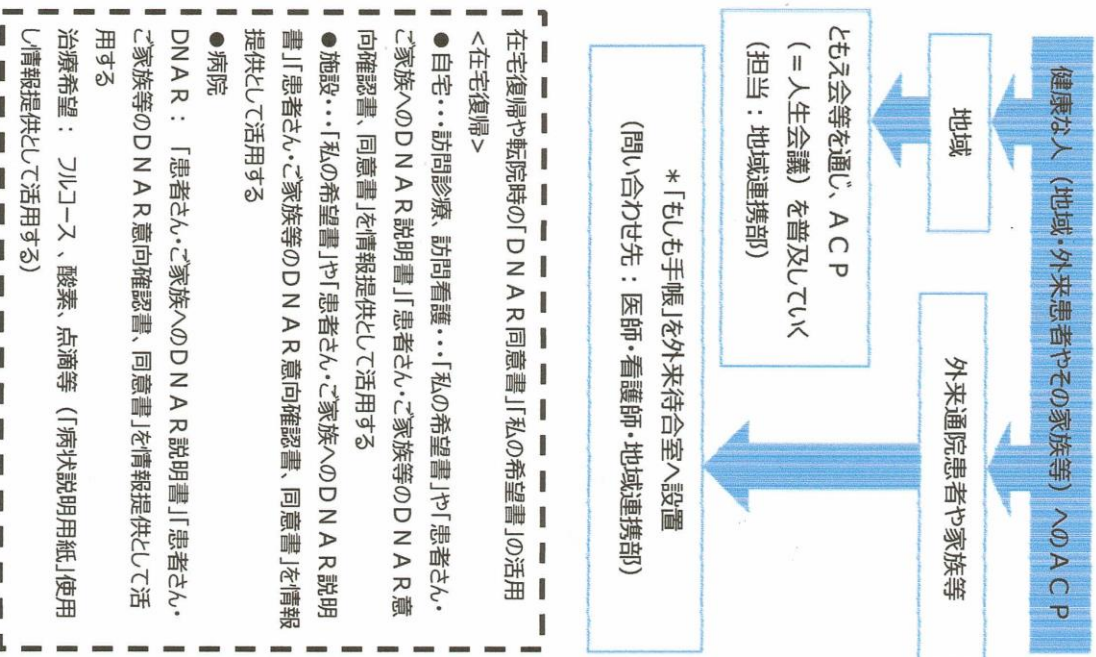 健康な人（地域・外来患者やその家族等）へのＡＣＰ
地域
外来通院患者や家族等
ともえ会等を通じ、ＡＣＰ
（＝人生会議）を普及していく
（担当：地域連携部）
＊「もしも手帳」を外来待合室へ設置
（問い合わせ先：医師・看護師・地域連携部）
在宅復帰や転院時の「ＤＮＡＲ同意書」「私の希望書」の活用
<在宅復帰>
●自宅・・・訪問診療、訪問看護・・・「私の希望書」や「患者さん・
ご家族へのＤＮＡＲ説明書」「患者さん・ご家族等のＤＮＡＲ意
向確認書、同意書」を情報提供として活用する
●施設・・・「私の希望書」や「患者さん・ご家族へのＤＮＡＲ説明
書」「患者さん・ご家族等のＤＮＡＲ意向確認書、同意書」を情報
提供として活用する
●病院
DNAR：　「患者さん・ご家族へのＤＮＡＲ説明書」「患者さん・
ご家族等のＤＮＡＲ意向確認書、同意書」を情報提供として活
用する
治療希望：　フルコース、酸素、点滴等（「病状説明用紙」使用
し情報提供として活用する）